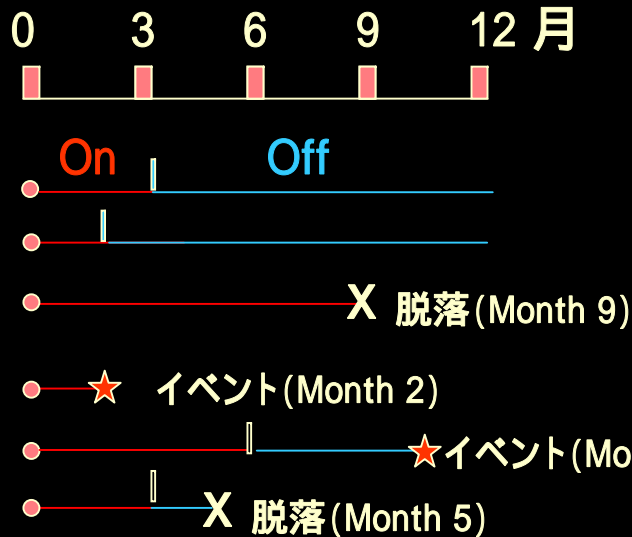 0 3 6 9 12 月
On Off
X 脱落(Month 9)
イベント(Month 2)
イベント(Mo
X 脱落(Month 5)